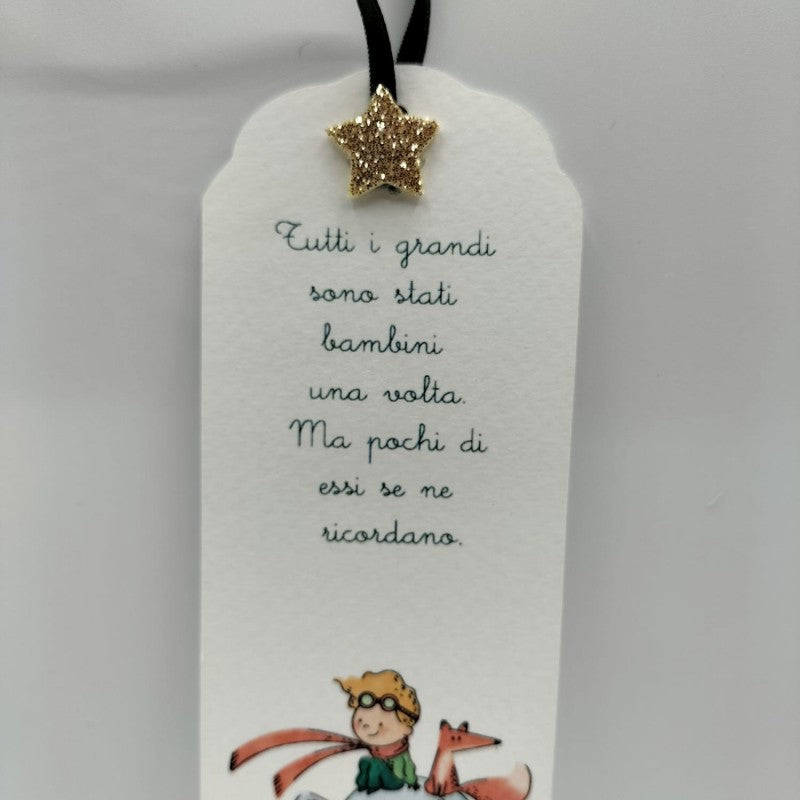 Tutti i grandi
sono stati
bambini
una volta.
Ma pochi di
essi se ne
ricordano.